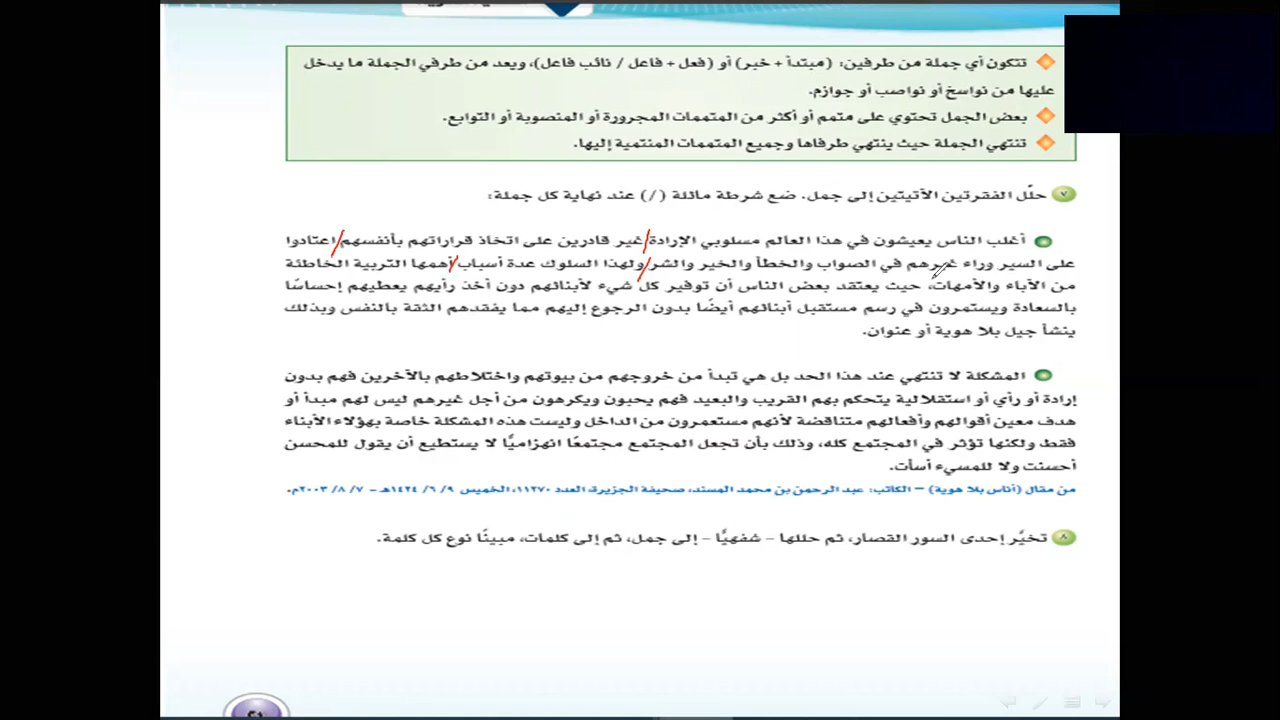 تتكون أي جملة من طرفين: (مبتدأ + خبر) أو (فعل + فاعل / نائب فاعل)، ويعد من طرفي الجملة ما يدخل
عليها من نواسخ أو نواصب أو جوازم.
بعض الجمل تحتوي على متمم أو أكثر من المتممات المجرورة أو المنصوبة أو التوابع.
تنتهي الجملة حيث ينتهي طرفاها وجميع المتممات المنتمية إليها.
٧ حلّل الفقرتين الآتيتين إلى جمل. ضع شرطة مائلة (/) عند نهاية كل جملة:
أغلب الناس يعيشون في هذا العالم مسلوبي الإرادة/ غير قادرين على اتخاذ قراراتهم بأنفسهم/ اعتادوا
على السير وراء غيرهم في الصواب والخطأ والخير والشر/ ولهذا السلوك عدة أسباب/ أهمها التربية الخاطئة
من الآباء والأمهات، حيث يعتقد بعض الناس أن توفير كل شيء لأبنائهم دون أخذ رأيهم يعطيهم إحساسًا
بالسعادة ويستمرون في رسم مستقبل أبنائهم أيضًا بدون الرجوع إليهم مما يفقدهم الثقة بالنفس وبذلك
ينشأ جيل بلا هوية أو عنوان.
المشكلة لا تنتهي عند هذا الحد بل هي تبدأ من خروجهم من بيوتهم واختلاطهم بالآخرين فهم بدون
إرادة أو رأي أو استقلالية يتحكم بهم القريب والبعيد فهم يحبون ويكرهون من أجل غيرهم ليس لهم مبدأ أو
هدف معين أقوالهم وأفعالهم متناقضة لأنهم مستعمرون من الداخل وليست هذه المشكلة خاصة بهؤلاء الأبناء
فقط ولكنها تؤثر في المجتمع كله، وذلك بأن تجعل المجتمع مجتمعًا انهزاميًّا لا يستطيع أن يقول للمحسن
أحسنت ولا للمسيء أسأت.
من مقال (أناس بلا هوية) – الكاتب: عبد الرحمن بن محمد المسند، صحيفة الجزيرة، العدد ١١٢٧٠، الخميس ٩/ ٦/ ١٤٢٤هـ – ٧/ ٨/ ٢٠٠٣م.
٨ تخيَّر إحدى السور القصار، ثم حللها – شفهيًّا – إلى جمل، ثم إلى كلمات، مبينًا نوع كل كلمة.